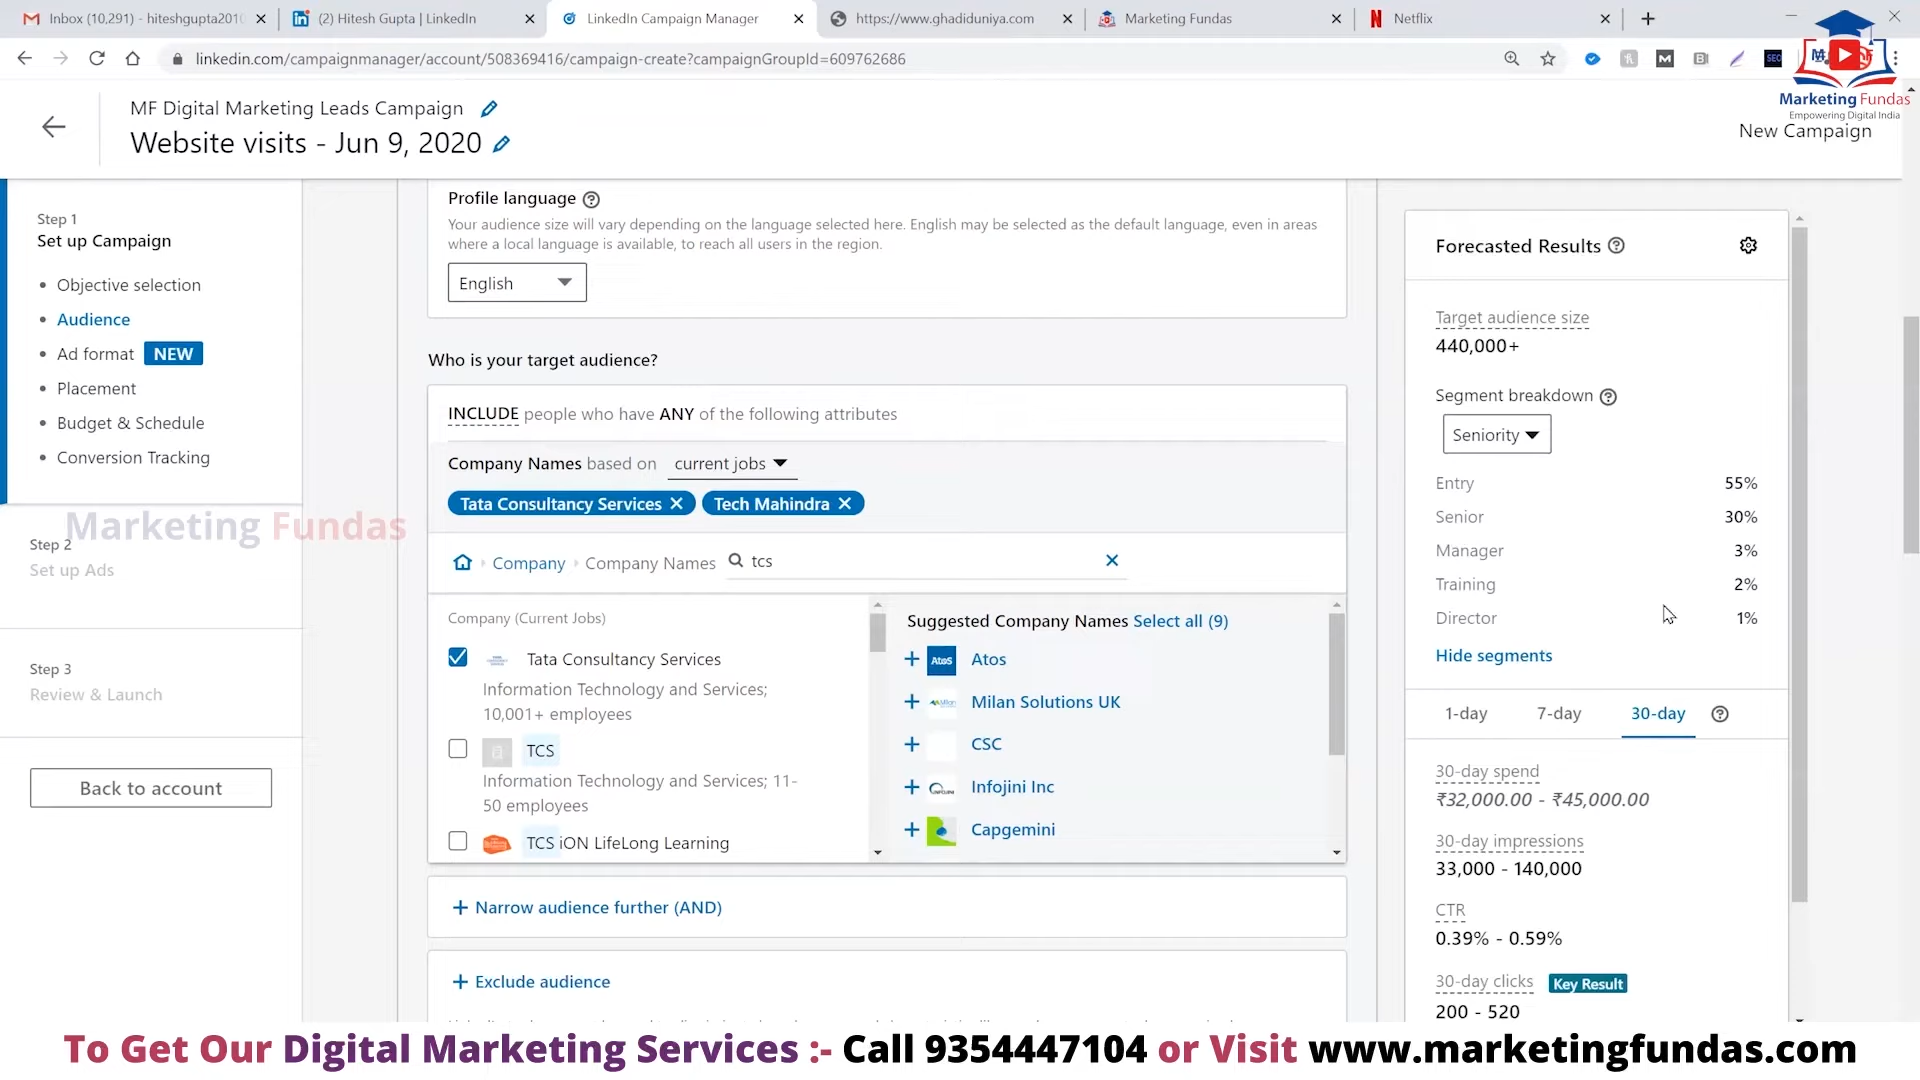 Inbox (10,291) - hiteshgupta201
(2) Hitesh Gupta | LinkedIn
LinkedIn Campaign Manager
https://www.ghadiduniya.com
Marketing Fundas
Netflix
linkedin.com/campaignmanager/account/508369416/campaign-create?campaignGroupId=609762686
Marketing Fundas
Empowering Digital India
MF Digital Marketing Leads Campaign
Website visits - Jun 9, 2020
New Campaign
Step 1
Set up Campaign
Objective selection
Audience
Ad format NEW
Placement
Budget & Schedule
Conversion Tracking
Marketing Fundas
Step 2
Set up Ads
Step 3
Review & Launch
Back to account
Profile language
Your audience size will vary depending on the language selected here. English may be selected as the default language, even in areas
where a local language is available, to reach all users in the region.
English
Who is your target audience?
INCLUDE people who have ANY of the following attributes
Company Names based on current jobs
Tata Consultancy Services
Tech Mahindra
Company
Company Names
tcs
Company (Current Jobs)
Tata Consultancy Services
Information Technology and Services;
10,001+ employees
TCS
Information Technology and Services; 11-
50 employees
TCS iON LifeLong Learning
Suggested Company Names Select all (9)
Atos
Milan Solutions UK
CSC
Infojini Inc
Capgemini
+ Narrow audience further (AND)
+ Exclude audience
Forecasted Results
Target audience size
440,000+
Segment breakdown
Seniority
Entry 55%
Senior 30%
Manager 3%
Training 2%
Director 1%
Hide segments
1-day 7-day 30-day
30-day spend
₹32,000.00 - ₹45,000.00
30-day impressions
33,000 - 140,000
CTR
0.39% - 0.59%
30-day clicks Key Result
200 - 520
To Get Our Digital Marketing Services :- Call 9354447104 or Visit www.marketingfundas.com